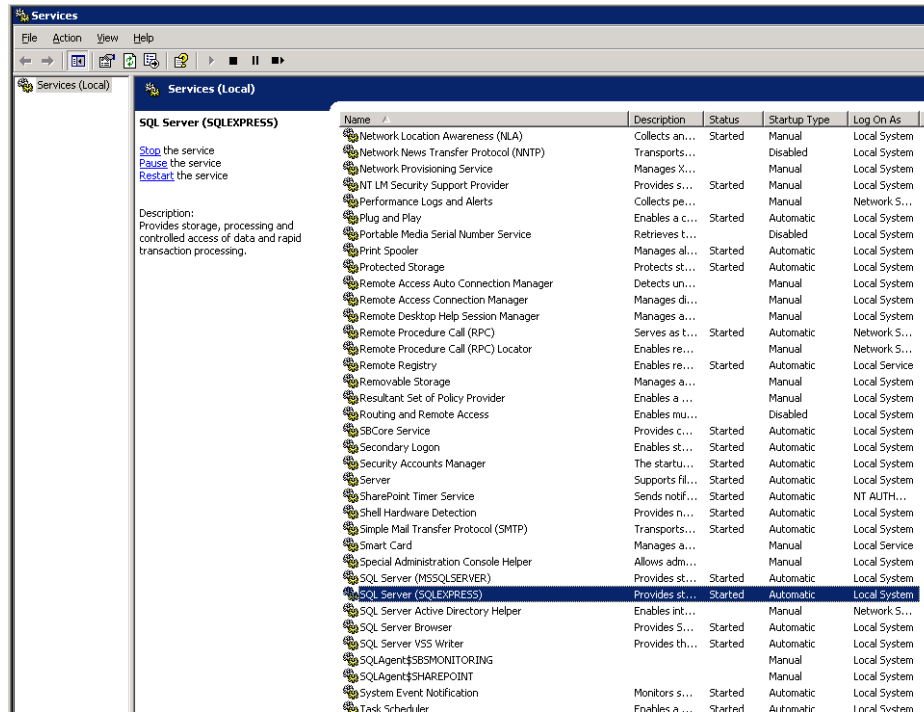 Services
File Action View Help
Services (Local)
Services (Local)
SQL Server (SQLEXPRESS)
Stop the service
Pause the service
Restart the service
Description:
Provides storage, processing and
controlled access of data and rapid
transaction processing.
Name Description Status Startup Type Log On As
Network Location Awareness (NLA) Collects an... Started Manual Local System
Network News Transfer Protocol (NNTP) Transports... Disabled Local System
Network Provisioning Service Manages X... Manual Local System
NT LM Security Support Provider Provides s... Started Manual Local System
Performance Logs and Alerts Collects pe... Manual Network S...
Plug and Play Enables a c... Started Automatic Local System
Portable Media Serial Number Service Retrieves t... Disabled Local System
Print Spooler Manages al... Started Automatic Local System
Protected Storage Protects st... Started Automatic Local System
Remote Access Auto Connection Manager Detects un... Manual Local System
Remote Access Connection Manager Manages di... Manual Local System
Remote Desktop Help Session Manager Manages a... Manual Local System
Remote Procedure Call (RPC) Serves as t... Started Automatic Network S...
Remote Procedure Call (RPC) Locator Enables re... Manual Network S...
Remote Registry Enables re... Started Automatic Local Service
Removable Storage Manages a... Manual Local System
Resultant Set of Policy Provider Enables a ... Manual Local System
Routing and Remote Access Enables mu... Disabled Local System
SBCore Service Provides c... Started Automatic Local System
Secondary Logon Enables st... Started Automatic Local System
Security Accounts Manager The startu... Started Automatic Local System
Server Supports fil... Started Automatic Local System
SharePoint Timer Service Sends notif... Started Automatic NT AUTH...
Shell Hardware Detection Provides n... Started Automatic Local System
Simple Mail Transfer Protocol (SMTP) Transports... Started Automatic Local System
Smart Card Manages a... Manual Local Service
Special Administration Console Helper Allows adm... Manual Local System
SQL Server (MSSQLSERVER) Provides st... Started Automatic Local System
SQL Server (SQLEXPRESS) Provides st... Started Automatic Local System
SQL Server Active Directory Helper Enables int... Manual Network S...
SQL Server Browser Provides S... Started Automatic Local System
SQL Server VSS Writer Provides th... Started Automatic Local System
SQLAgent$SBSMONITORING Manual Local System
SQLAgent$SHAREPOINT Manual Local System
System Event Notification Monitors s... Started Automatic Local System
Task Scheduler Enables a ... Started Automatic Local System